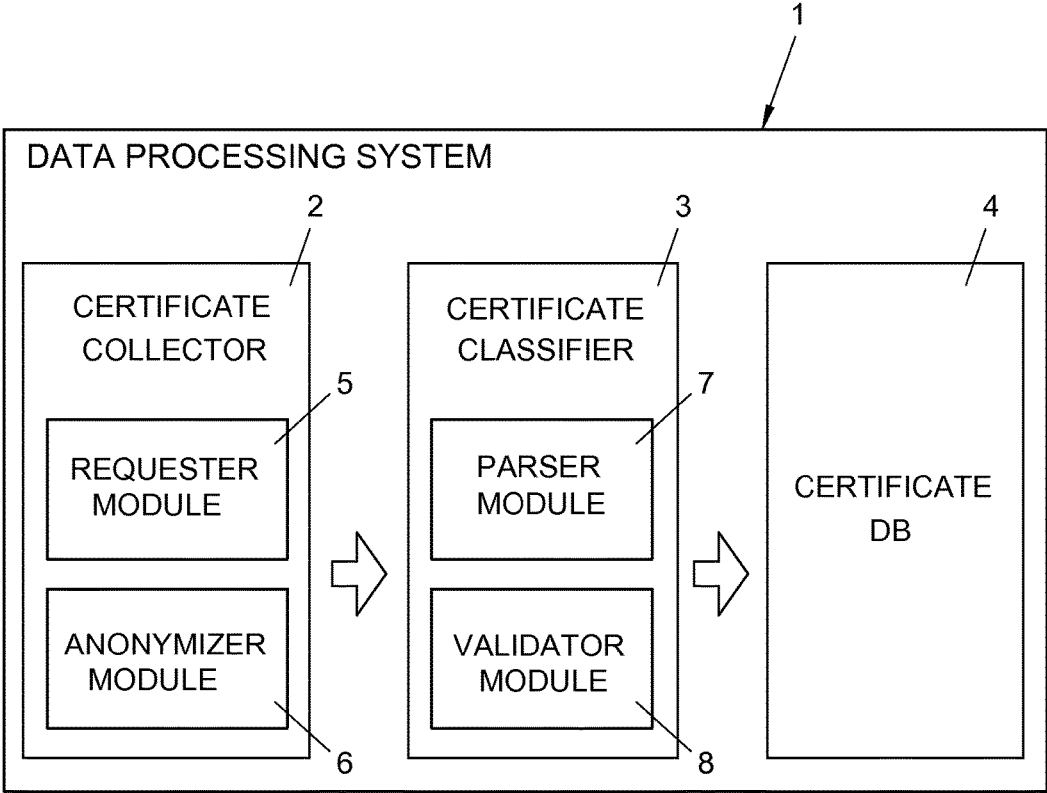 1
DATA PROCESSING SYSTEM
2
3
4
CERTIFICATE
COLLECTOR
CERTIFICATE
CLASSIFIER
5
7
REQUESTER
MODULE
PARSER
MODULE
CERTIFICATE
DB
ANONYMIZER
MODULE
VALIDATOR
MODULE
6
8